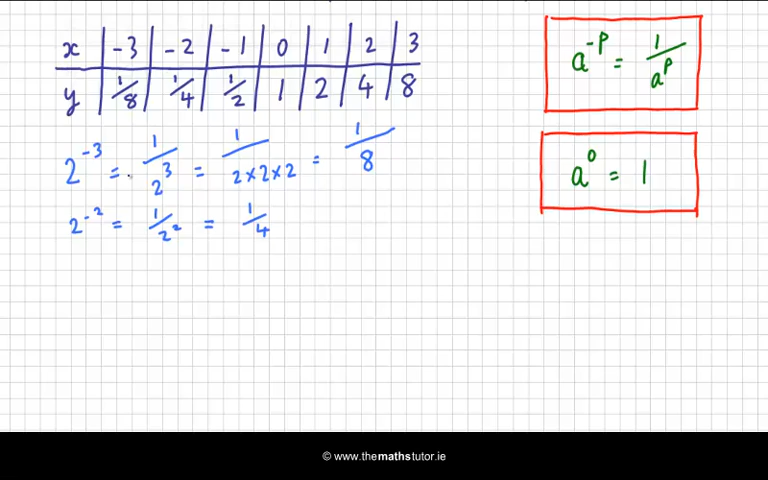 x | -3 | -2 | -1 | 0 | 1 | 2 | 3
y | 1/8 | 1/4 | 1/2 | 1 | 2 | 4 | 8
2^-3 = 1/2^3 = 1/2×2×2 = 1/8
2^-2 = 1/2^2 = 1/4
a^-p = 1/a^p
a^0 = 1
© www.themathstutor.ie